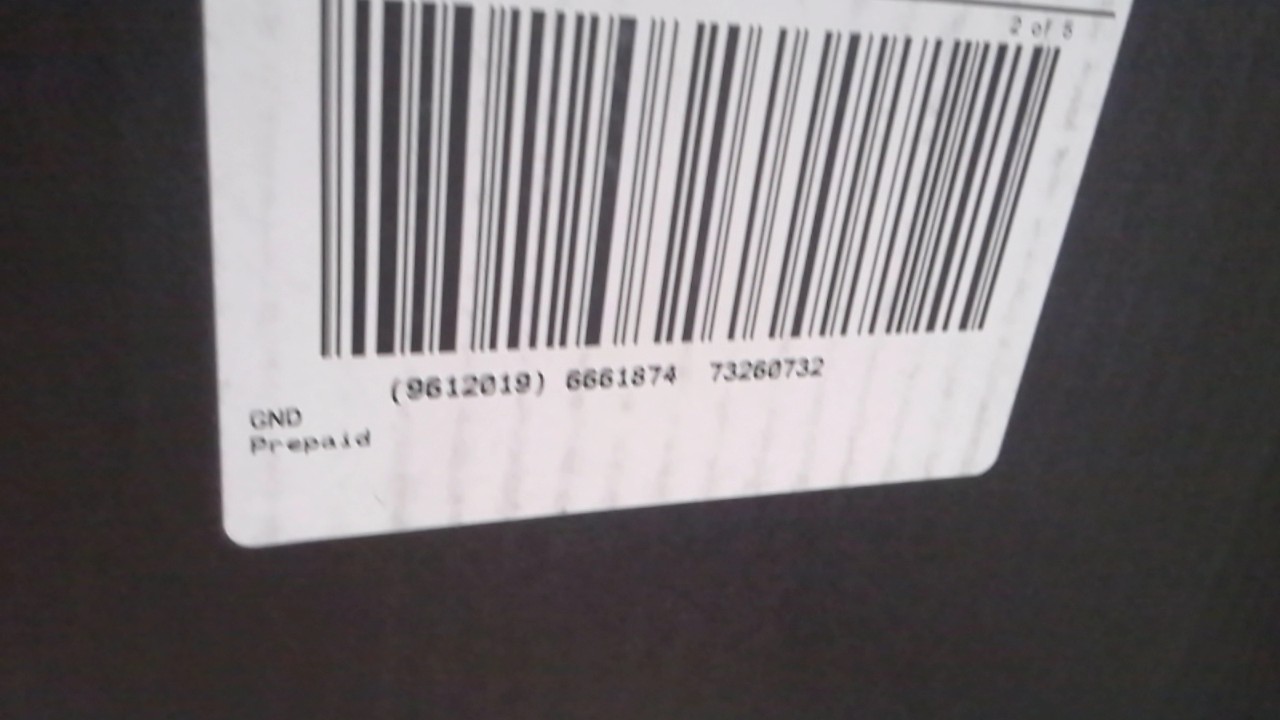 2 of 5
(9612019) 6661874 73260732
GND
Prepaid